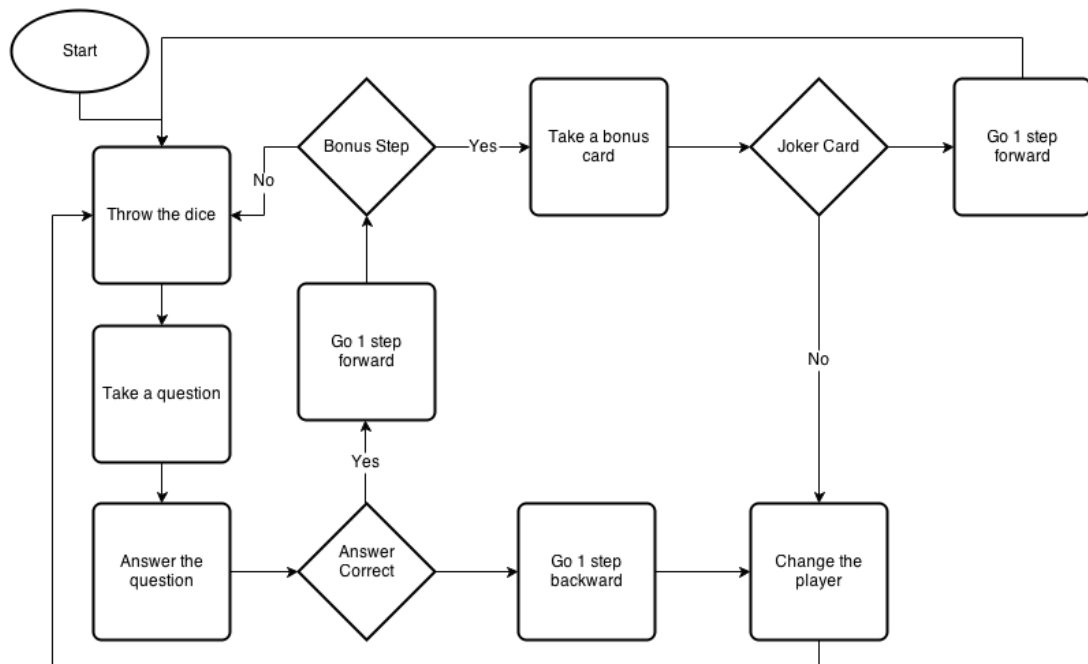 Start
Bonus Step
Yes
Take a bonus
card
Joker Card
Go 1 step
forward
No
Throw the dice
Go 1 step
forward
No
Take a question
Yes
Answer the
question
Answer
Correct
Go 1 step
backward
Change the
player